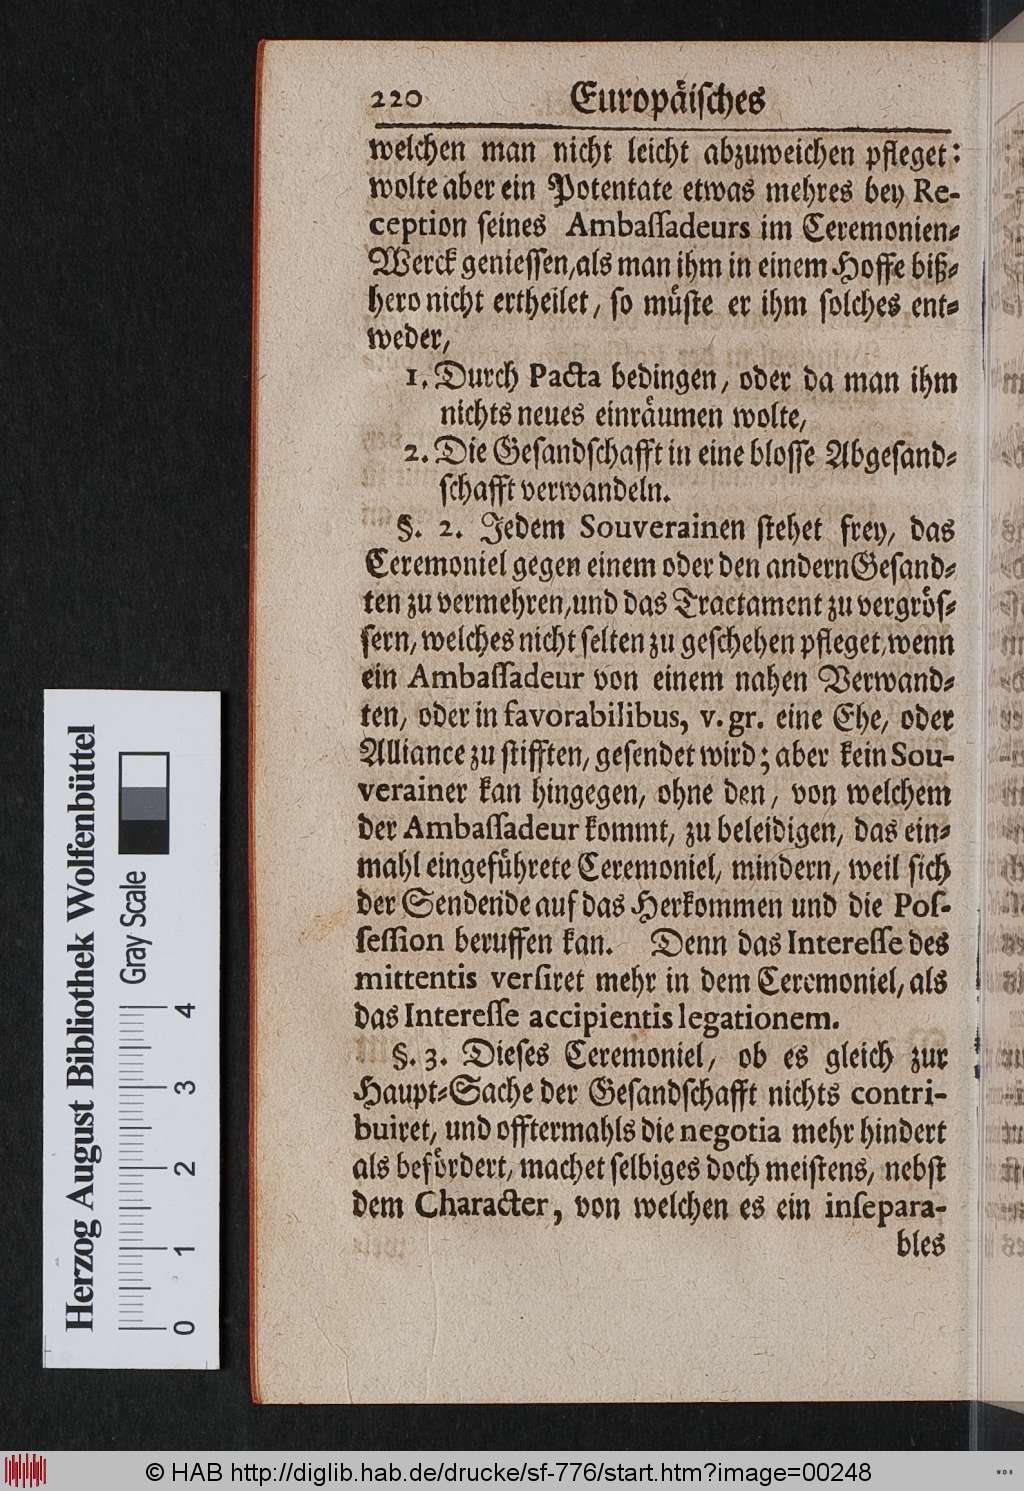 220 Europäisches
welchen man nicht leicht abzuweichen pfleget:
wolte aber ein Potentate etwas mehres bey Re-
ception seines Ambassadeurs im Ceremonien-
Werck geniessen, als man ihm in einem Hoffe biß-
hero nicht ertheilet, so müste er ihm solches ent-
weder,
1. Durch Pacta bedingen, oder da man ihm
nichts neues einräumen wolte,
2. Die Gesandschafft in eine blosse Abgesand-
schafft verwandeln.
§. 2. Jedem Souverainen stehet frey, das
Ceremoniel gegen einem oder den andern Gesand-
ten zu vermehren, und das Tractament zu vergrös-
sern, welches nicht selten zu geschehen pfleget, wenn
ein Ambassadeur von einem nahen Verwand-
ten, oder in favorabilibus, v. gr. eine Ehe, oder
Alliance zu stifften, gesendet wird; aber kein Sou-
verainer kan hingegen, ohne den, von welchem
der Ambassadeur kommt, zu beleidigen, das ein-
mahl eingeführete Ceremoniel, mindern, weil sich
der Sendende auf das Herkommen und die Pos-
session beruffen kan. Denn das Interesse des
mittentis versiret mehr in dem Ceremoniel, als
das Interesse accipientis legationem.
§. 3. Dieses Ceremoniel, ob es gleich zur
Haupt-Sache der Gesandschafft nichts contri-
buiret, und offtermahls die negotia mehr hindert
als befördert, machet selbiges doch meistens, nebst
dem Character, von welchen es ein insepara-
bles
Herzog August Bibliothek Wolfenbüttel
Gray Scale
0 1 2 3 4
© HAB http://diglib.hab.de/drucke/sf-776/start.htm?image=00248